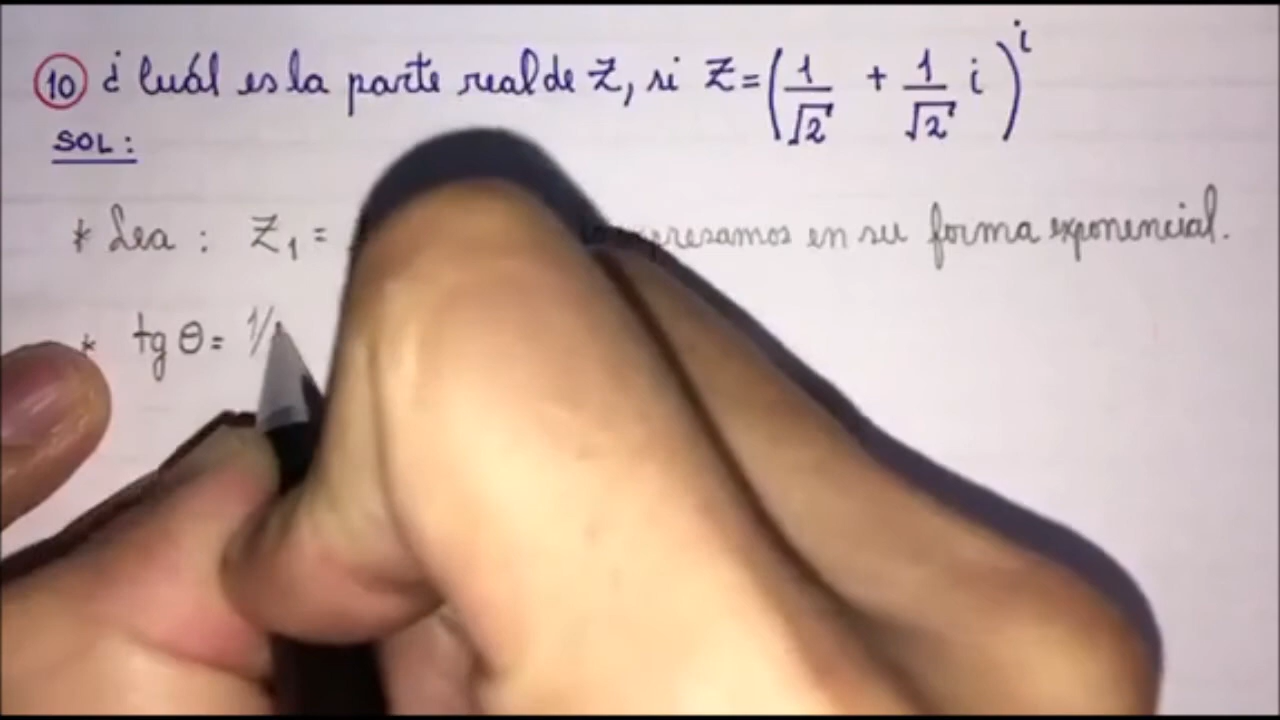 10 ¿Cuál es la parte real de Z, si Z = (1/√2 + 1/√2 i)^i
SOL:
* Sea : Z₁ = expresamos en su forma exponencial.
* tg θ = 1/